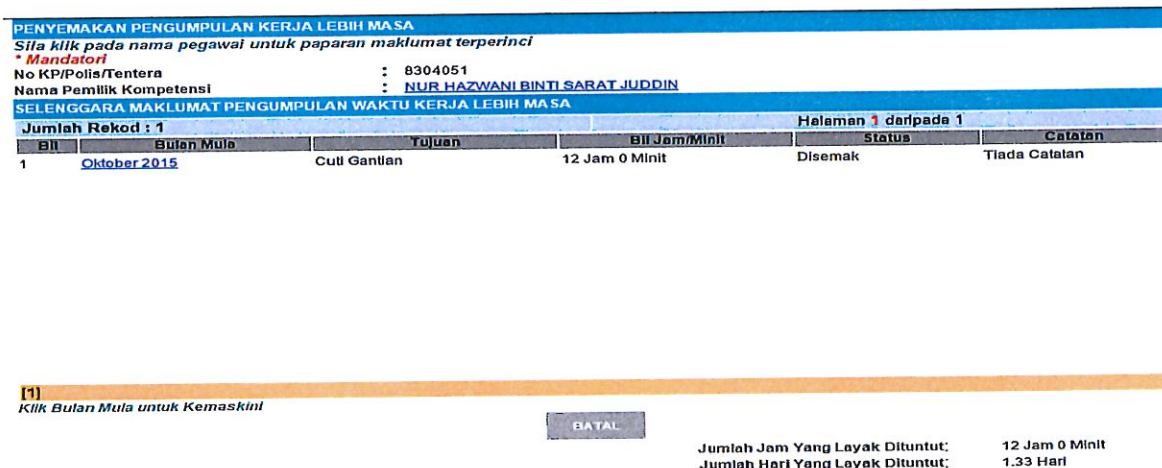 PENYEMAKAN PENGUMPULAN KERJA LEBIH MASA
Sila klik pada nama pegawai untuk paparan maklumat terperinci
* Mandatori
No KP/Polis/Tentera : 8304051
Nama Pemilik Kompetensi : NUR HAZWANI BINTI SARAT JUDDIN
SELENGGARA MAKLUMAT PENGUMPULAN WAKTU KERJA LEBIH MASA
Jumlah Rekod : 1 Halaman 1 daripada 1
Bil Bulan Mula Tujuan Bil Jam/Minit Status Catatan
1 Oktober 2015 Cuti Gantian 12 Jam 0 Minit Disemak Tiada Catatan
[1]
Klik Bulan Mula untuk Kemaskini
BATAL
Jumlah Jam Yang Layak Dituntut: 12 Jam 0 Minit
Jumlah Hari Yang Layak Dituntut: 1.33 Hari